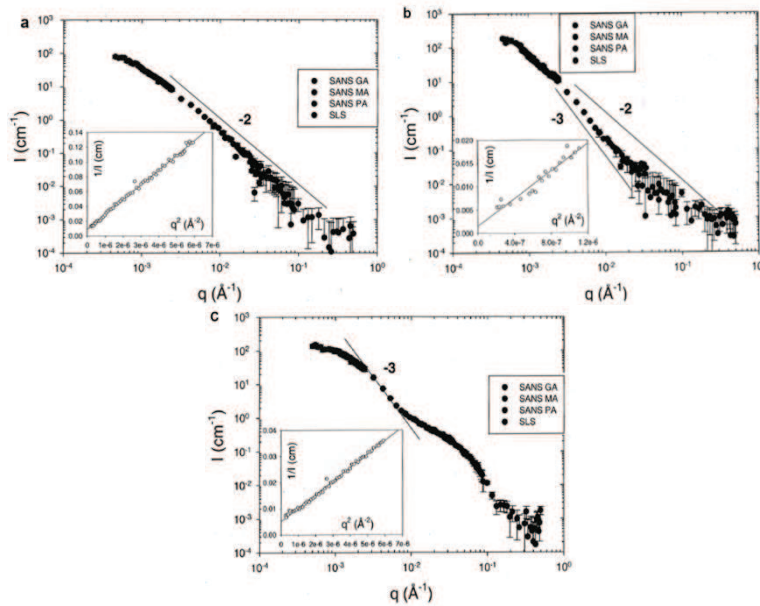 a
I (cm⁻¹)
10³
10²
10¹
10⁰
10⁻¹
10⁻²
10⁻³
10⁻⁴
SANS GA
SANS MA
SANS PA
SLS
-2
1/I (cm)
0.14
0.12
0.10
0.08
0.06
0.04
0.02
0.00
q² (Å⁻²)
0 1e-6 2e-6 3e-6 4e-6 5e-6 6e-6 7e-6
10⁻⁴ 10⁻³ 10⁻² 10⁻¹ 10⁰
q (Å⁻¹)
b
I (cm⁻¹)
10³
10²
10¹
10⁰
10⁻¹
10⁻²
10⁻³
10⁻⁴
SANS GA
SANS MA
SANS PA
SLS
-3
-2
1/I (cm)
0.020
0.015
0.010
0.005
0.000
q² (Å⁻²)
0.0 4.0e-7 8.0e-7 1.2e-6
10⁻⁴ 10⁻³ 10⁻² 10⁻¹ 10⁰
q (Å⁻¹)
c
I (cm⁻¹)
10³
10²
10¹
10⁰
10⁻¹
10⁻²
10⁻³
10⁻⁴
-3
SANS GA
SANS MA
SANS PA
SLS
1/I (cm)
0.04
0.03
0.02
0.01
0.00
q² (Å⁻²)
0 1e-6 2e-6 3e-6 4e-6 5e-6 6e-6 7e-6
10⁻⁴ 10⁻³ 10⁻² 10⁻¹ 10⁰
q (Å⁻¹)